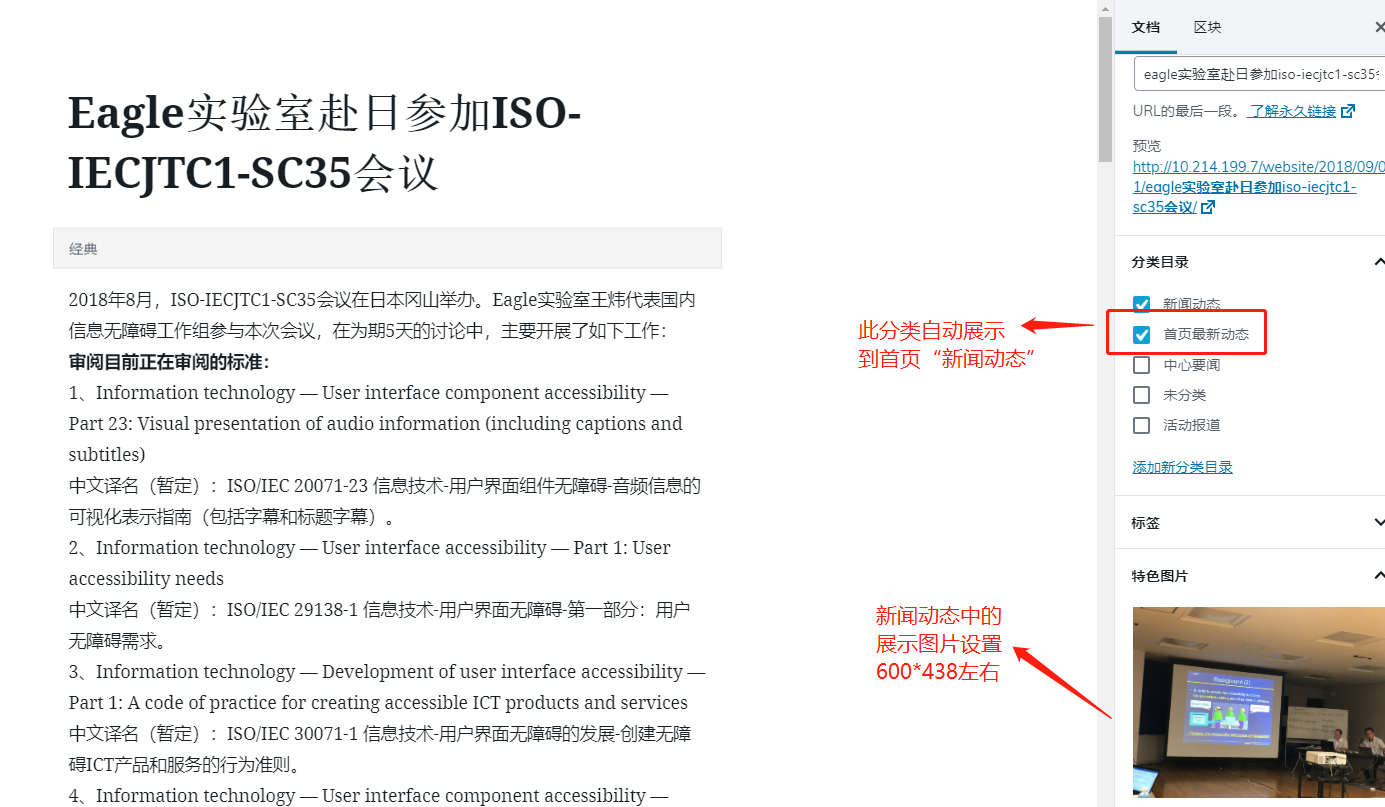 Eagle实验室赴日参加ISO-
IECJTC1-SC35会议
经典
2018年8月，ISO-IECJTC1-SC35会议在日本冈山举办。Eagle实验室王炜代表国内
信息无障碍工作组参与本次会议，在为期5天的讨论中，主要开展了如下工作：
审阅目前正在审阅的标准：
1、Information technology — User interface component accessibility —
Part 23: Visual presentation of audio information (including captions and
subtitles)
中文译名（暂定）：ISO/IEC 20071-23 信息技术-用户界面组件无障碍-音频信息的
可视化表示指南（包括字幕和标题字幕）。
2、Information technology — User interface accessibility — Part 1: User
accessibility needs
中文译名（暂定）：ISO/IEC 29138-1 信息技术-用户界面无障碍-第一部分：用户
无障碍需求。
3、Information technology — Development of user interface accessibility —
Part 1: A code of practice for creating accessible ICT products and services
中文译名（暂定）：ISO/IEC 30071-1 信息技术-用户界面无障碍的发展-创建无障
碍ICT产品和服务的行为准则。
4、Information technology — User interface component accessibility —
此分类自动展示
到首页“新闻动态”
新闻动态中的
展示图片设置
600*438左右
文档 区块
eagle实验室赴日参加iso-iecjtc1-sc35
URL的最后一段。 了解永久链接
预览
http://10.214.199.7/website/2018/09/0
1/eagle实验室赴日参加iso-iecjtc1-
sc35会议/
分类目录
新闻动态
首页最新动态
中心要闻
未分类
活动报道
添加新分类目录
标签
特色图片
Background (2)